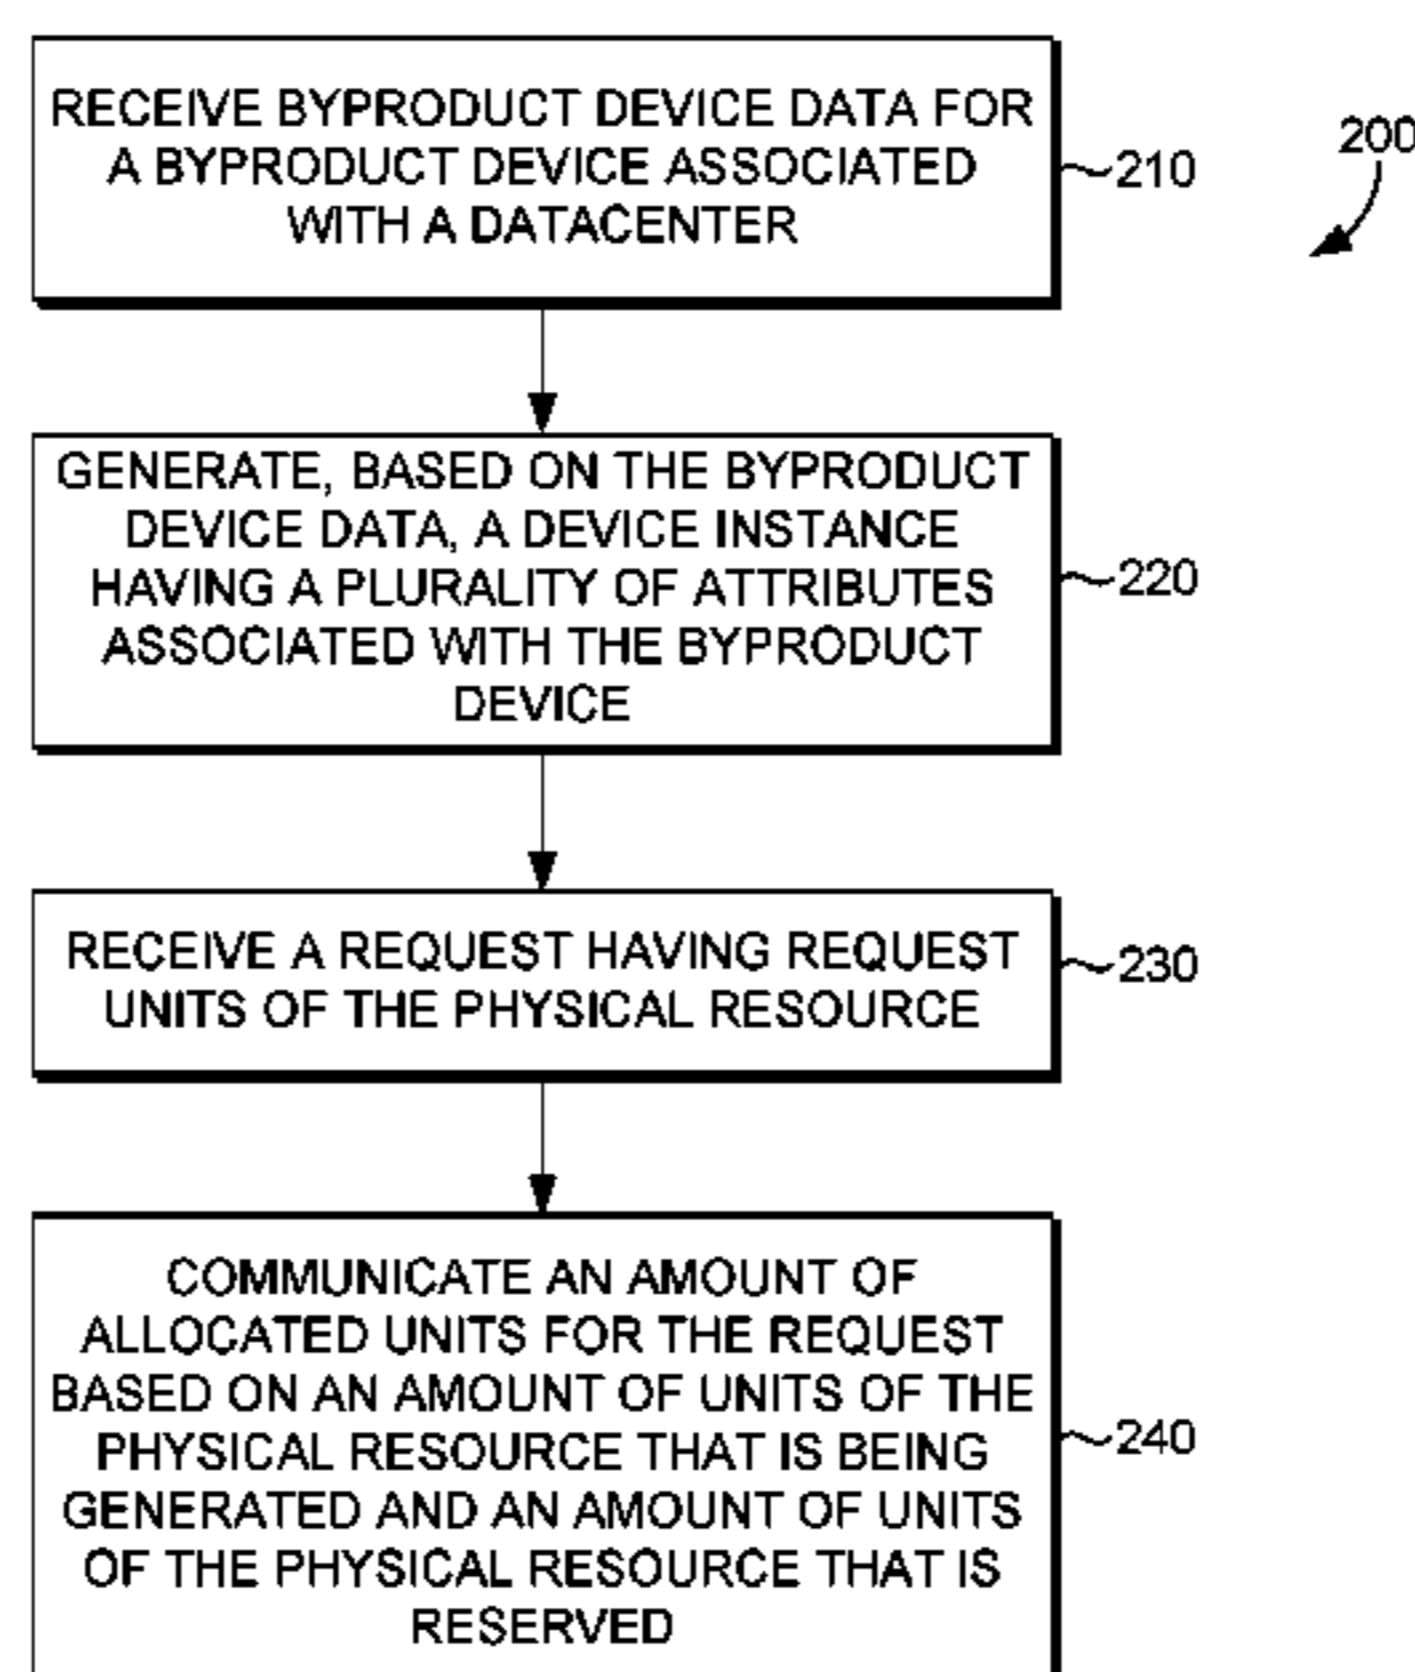 RECEIVE BYPRODUCT DEVICE DATA FOR
A BYPRODUCT DEVICE ASSOCIATED
WITH A DATACENTER
210
200
GENERATE, BASED ON THE BYPRODUCT
DEVICE DATA, A DEVICE INSTANCE
HAVING A PLURALITY OF ATTRIBUTES
ASSOCIATED WITH THE BYPRODUCT
DEVICE
220
RECEIVE A REQUEST HAVING REQUEST
UNITS OF THE PHYSICAL RESOURCE
230
COMMUNICATE AN AMOUNT OF
ALLOCATED UNITS FOR THE REQUEST
BASED ON AN AMOUNT OF UNITS OF THE
PHYSICAL RESOURCE THAT IS BEING
GENERATED AND AN AMOUNT OF UNITS
OF THE PHYSICAL RESOURCE THAT IS
RESERVED
240